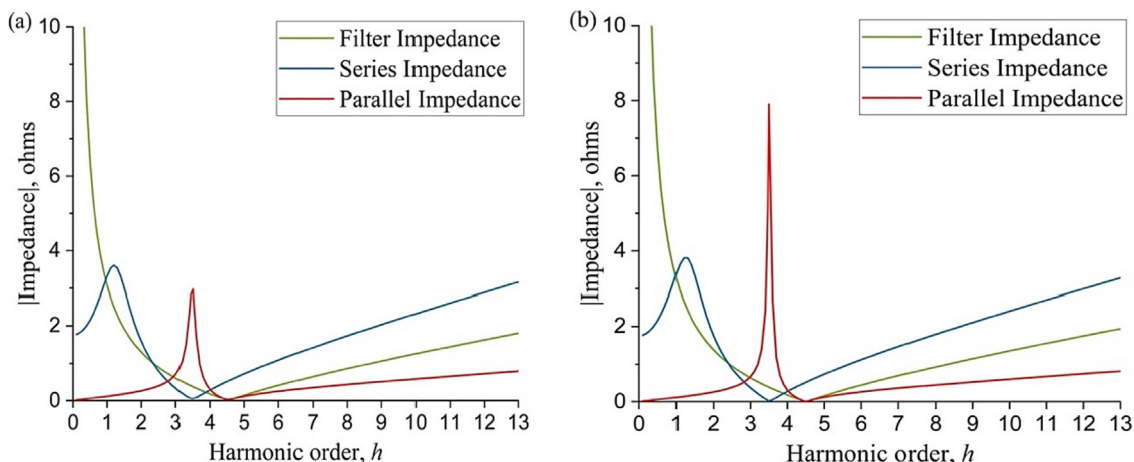 (a)
10
8
6
4
2
0
|Impedance|, ohms
Filter Impedance
Series Impedance
Parallel Impedance
0 1 2 3 4 5 6 7 8 9 10 11 12 13
Harmonic order, h
(b)
10
8
6
4
2
0
|Impedance|, ohms
Filter Impedance
Series Impedance
Parallel Impedance
0 1 2 3 4 5 6 7 8 9 10 11 12 13
Harmonic order, h